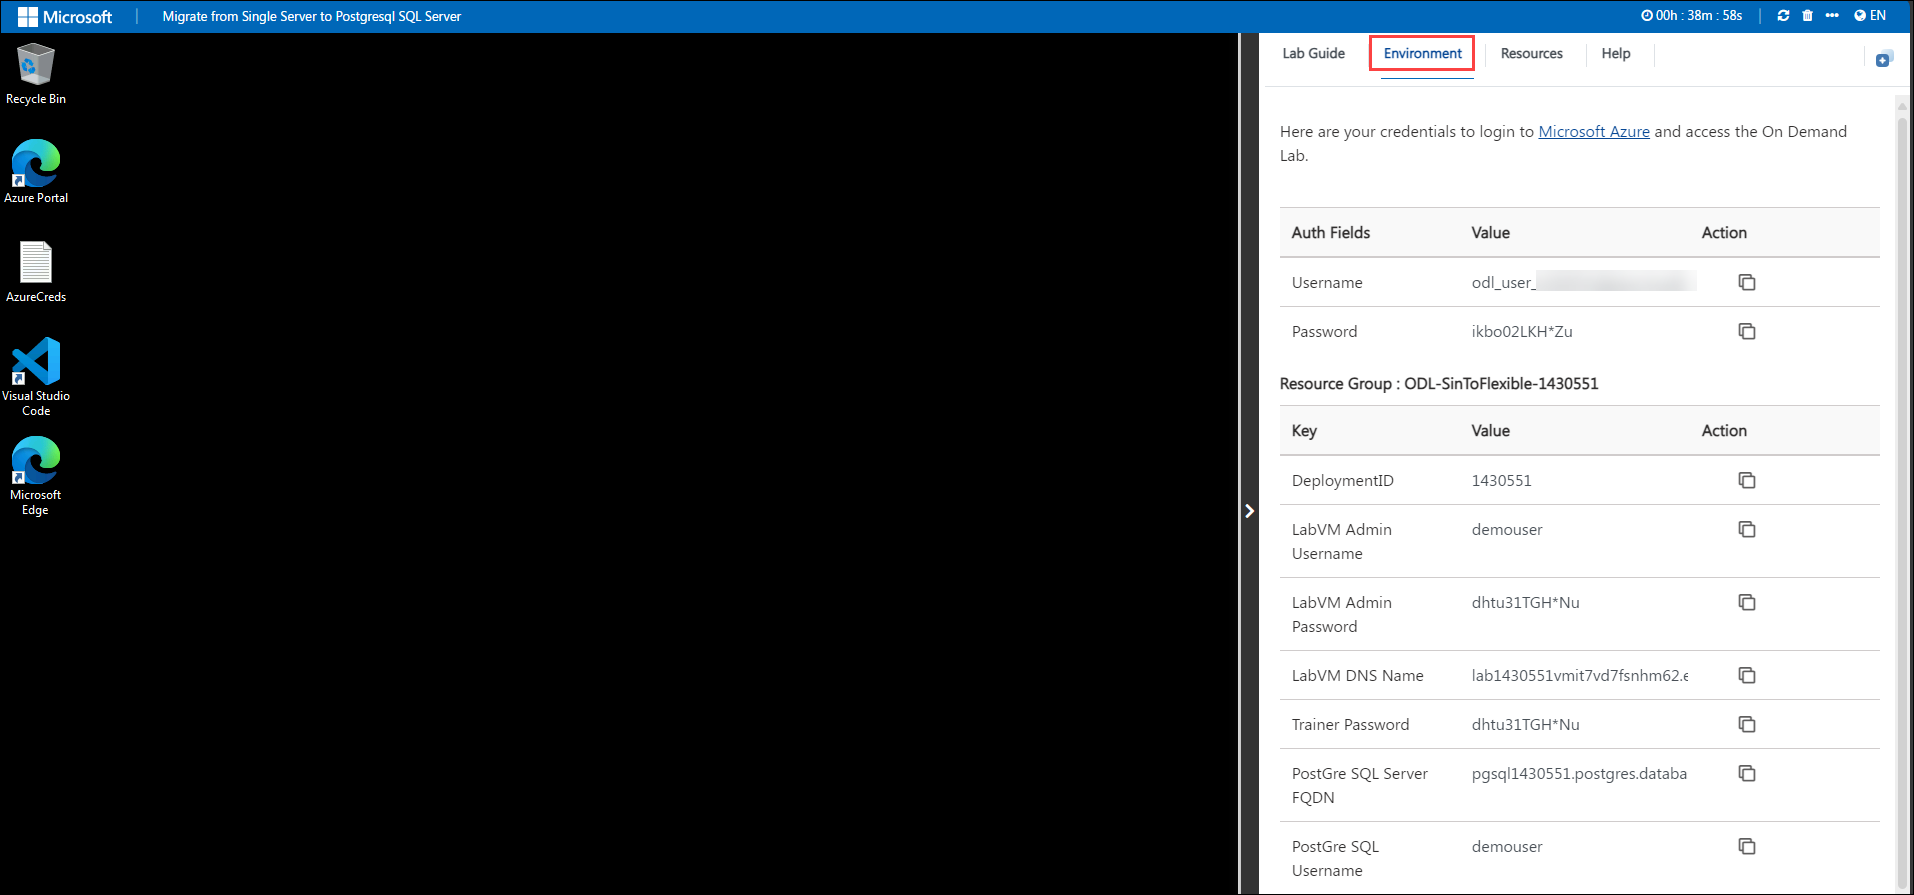 Microsoft Migrate from Single Server to Postgresql SQL Server 00h : 38m : 58s EN
Recycle Bin
Azure Portal
AzureCreds
Visual Studio
Code
Microsoft
Edge
Lab Guide Environment Resources Help
Here are your credentials to login to Microsoft Azure and access the On Demand
Lab.
Auth Fields Value Action
Username odl_user_
Password ikbo02LKH*Zu
Resource Group : ODL-SinToFlexible-1430551
Key Value Action
DeploymentID 1430551
LabVM Admin
Username demouser
LabVM Admin
Password dhtu31TGH*Nu
LabVM DNS Name lab1430551vmit7vd7fsnhm62.e
Trainer Password dhtu31TGH*Nu
PostGre SQL Server
FQDN pgsql1430551.postgres.databa
PostGre SQL
Username demouser